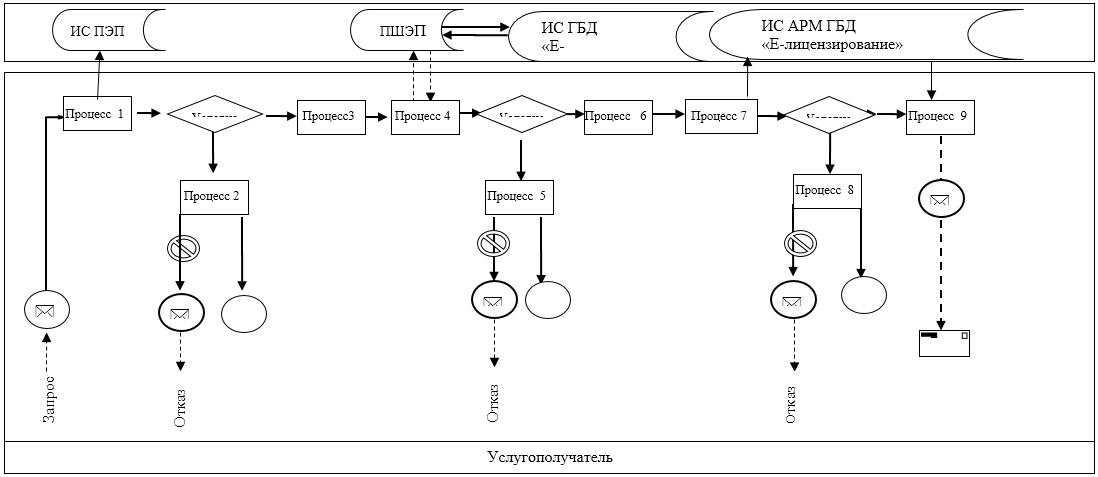 ИС ПЭП
ПШЭП
ИС ГБД
«Е-
ИС АРМ ГБД
«Е-лицензирование»
Процесс 1
Процесс3
Процесс 4
Процесс 6
Процесс 7
Процесс 9
Процесс 2
Процесс 5
Процесс 8
Запрос
Отказ
Отказ
Отказ
Услугополучатель